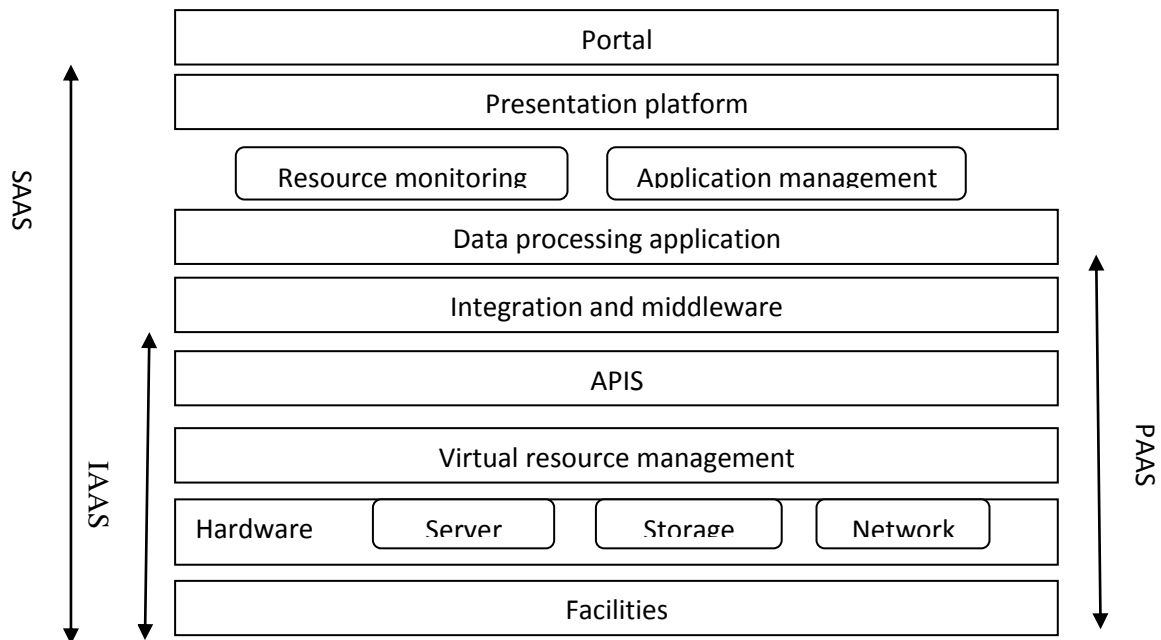 Portal
Presentation platform
Resource monitoring
Application management
Data processing application
Integration and middleware
APIS
Virtual resource management
Hardware
Server
Storage
Network
Facilities
SAAS
IAAS
PAAS